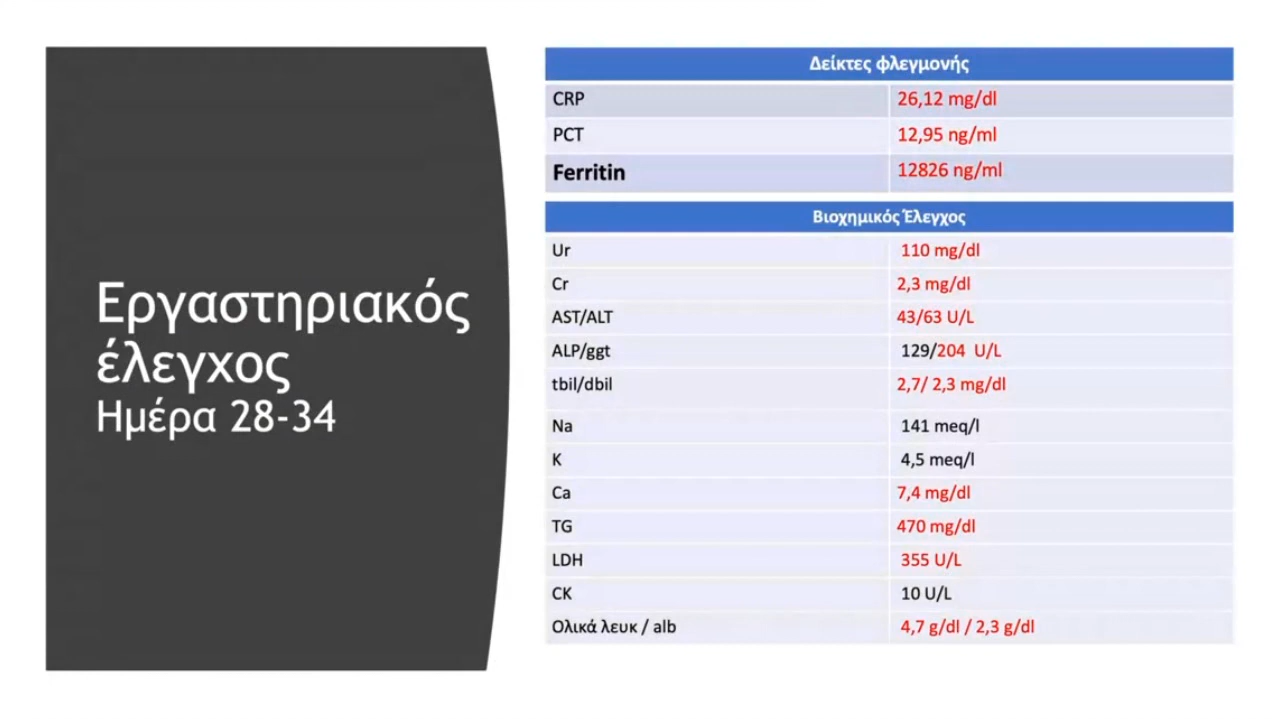 Εργαστηριακός
έλεγχος
Ημέρα 28-34
Δείκτες φλεγμονής
CRP 26,12 mg/dl
PCT 12,95 ng/ml
Ferritin 12826 ng/ml
Βιοχημικός Έλεγχος
Ur 110 mg/dl
Cr 2,3 mg/dl
AST/ALT 43/63 U/L
ALP/ggt 129/204 U/L
tbil/dbil 2,7/ 2,3 mg/dl
Na 141 meq/l
K 4,5 meq/l
Ca 7,4 mg/dl
TG 470 mg/dl
LDH 355 U/L
CK 10 U/L
Ολικά λευκ / alb 4,7 g/dl / 2,3 g/dl